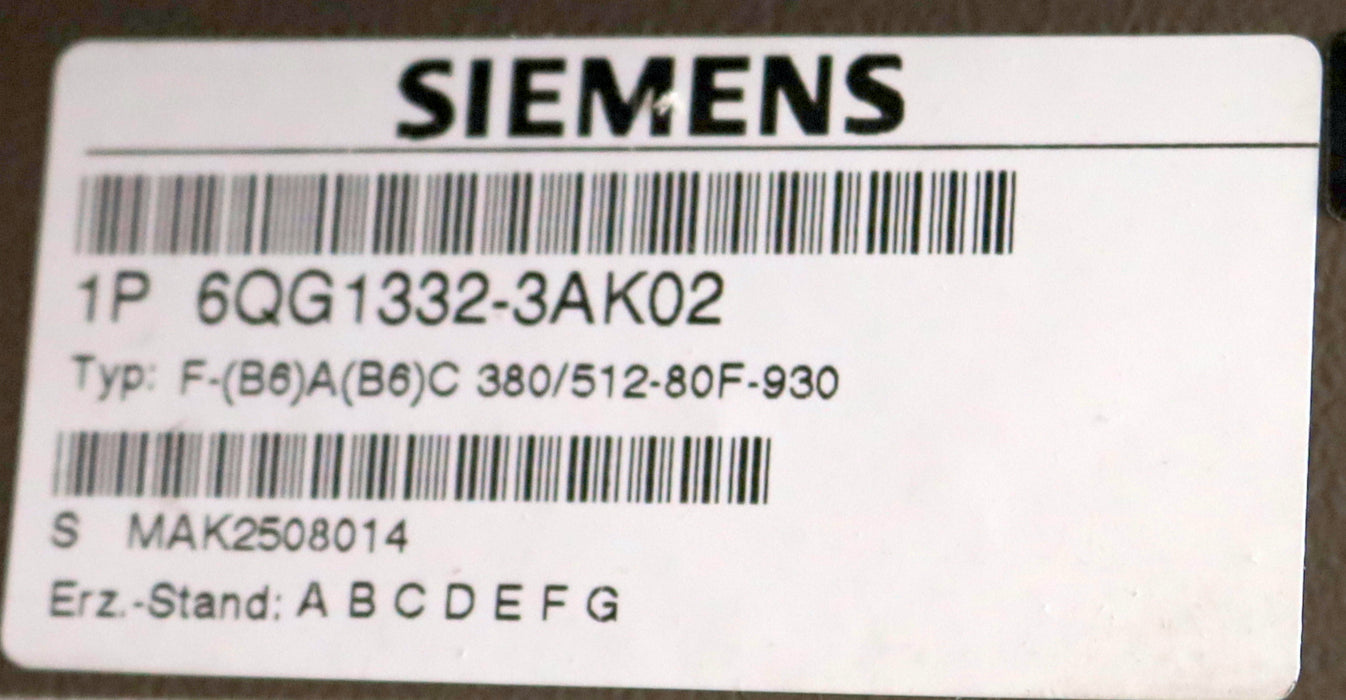 SIEMENS
1P 6QG1332-3AK02
Typ: F-(B6)A(B6)C 380/512-80F-930
S MAK2508014
Erz.-Stand: A B C D E F G